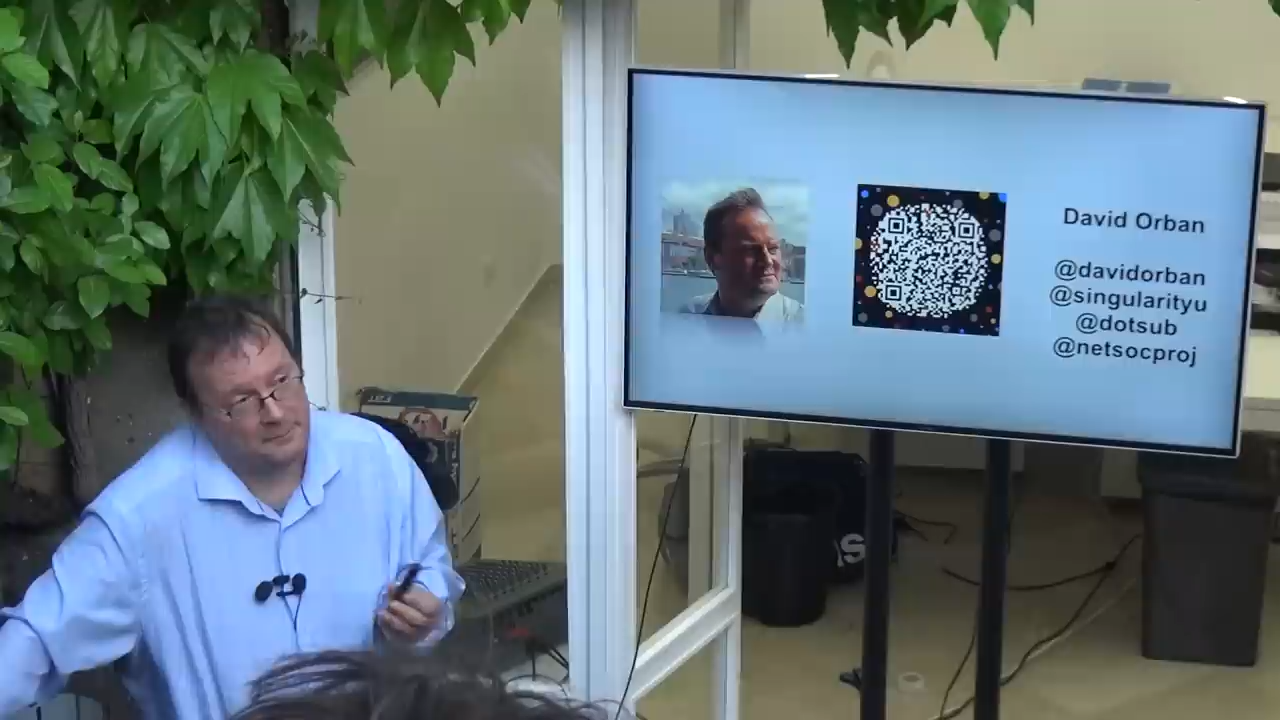 David Orban
@davidorban
@singularityu
@dotsub
@netsocproj